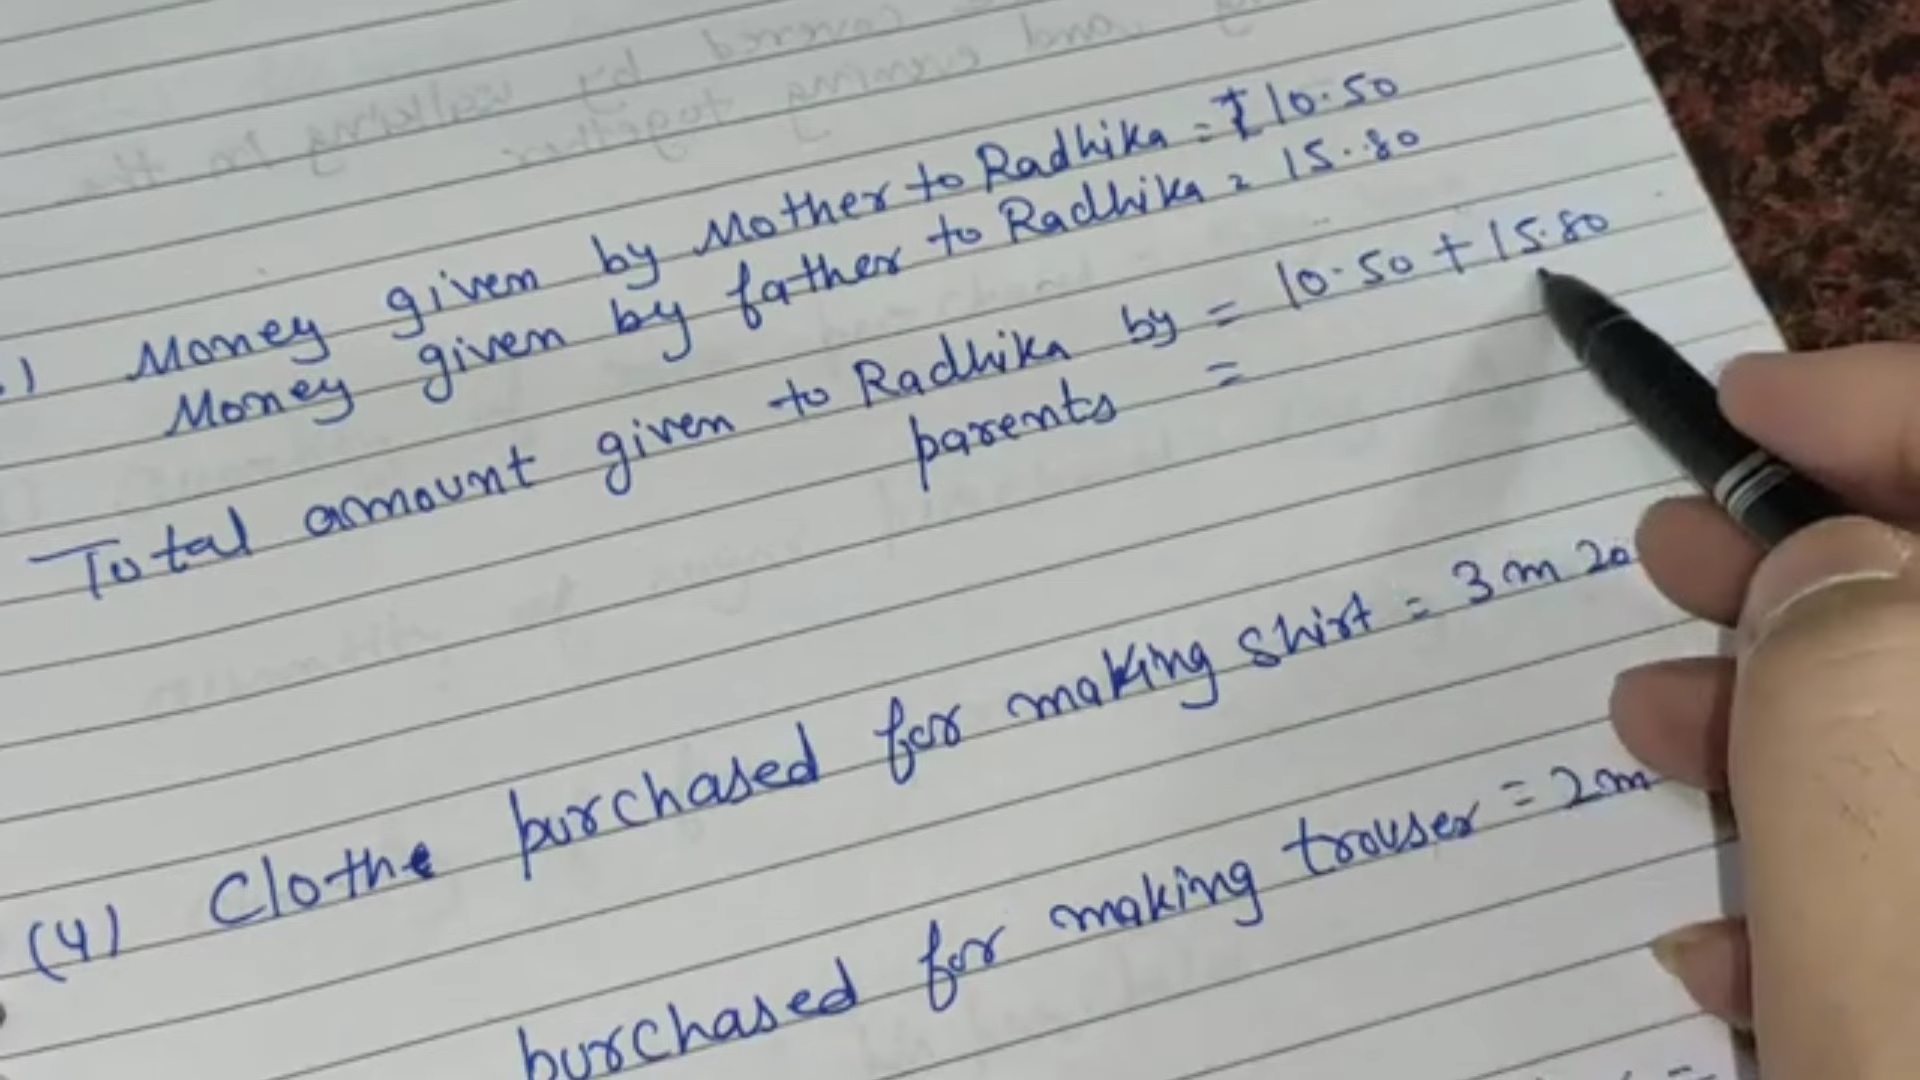 .) Money given by Mother to Radhika = ₹10.50
Money given by father to Radhika = 15.80
Total amount given to Radhika by = 10.50 + 15.80
parents =
(4) Clothe purchased for making shirt = 3 m 20
purchased for making trouser = 2m